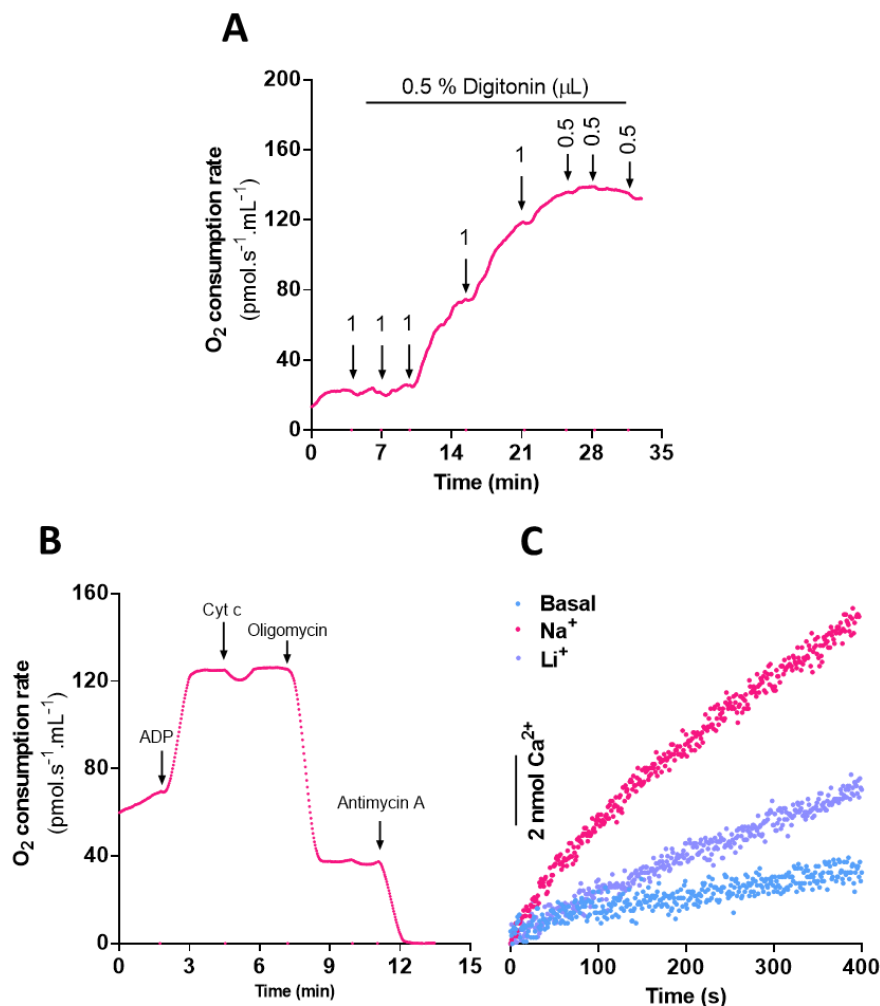 A
0.5 % Digitonin (μL)
200
160
120
80
40
0
O2 consumption rate
(pmol.s-1.mL-1)
1
1
1
1
1
0.5
0.5
0.5
0
7
14
21
28
35
Time (min)
B
160
120
80
40
0
O2 consumption rate
(pmol.s-1.mL-1)
ADP
Cyt c
Oligomycin
Antimycin A
0
3
6
9
12
15
Time (min)
C
Basal
Na+
Li+
2 nmol Ca2+
0
100
200
300
400
Time (s)